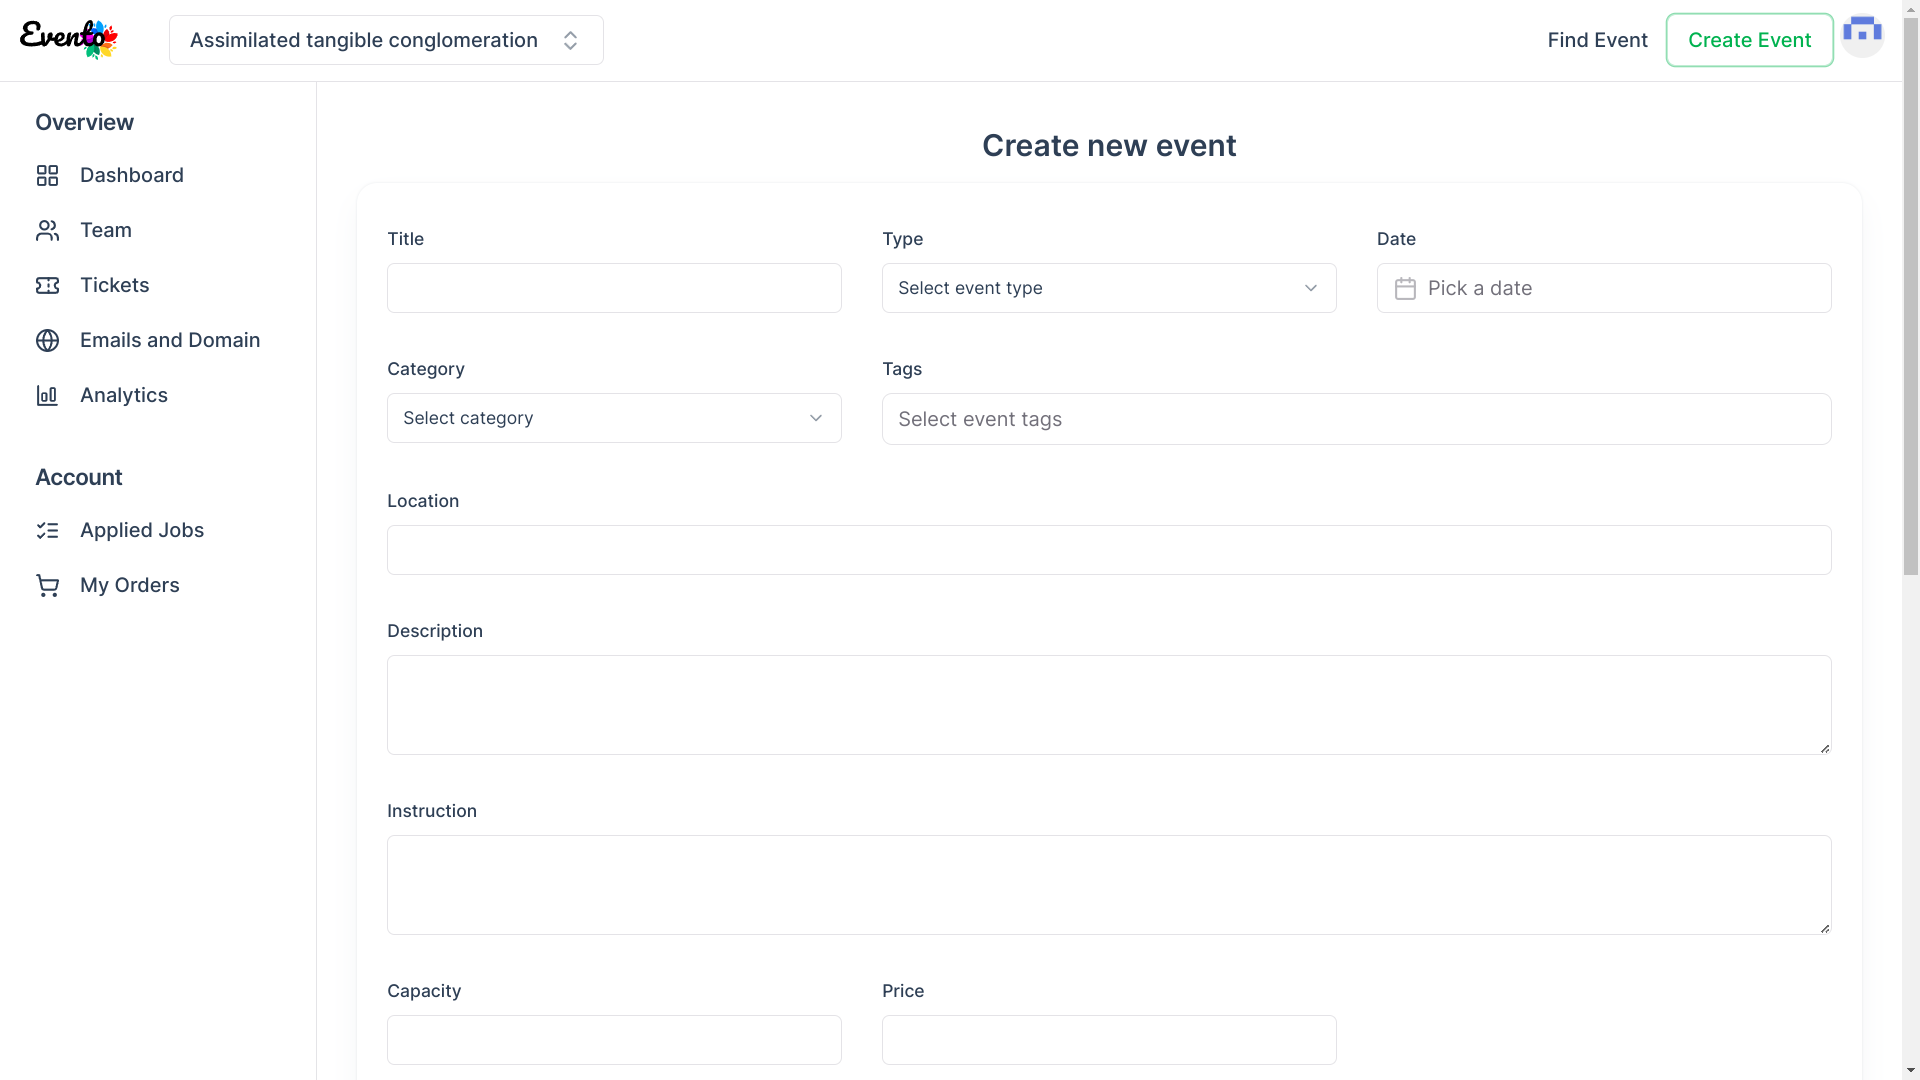 Evento
Assimilated tangible conglomeration
Find Event
Create Event
Overview
Dashboard
Team
Tickets
Emails and Domain
Analytics
Account
Applied Jobs
My Orders
Create new event
Title
Type
Date
Select event type
Pick a date
Category
Tags
Select category
Select event tags
Location
Description
Instruction
Capacity
Price